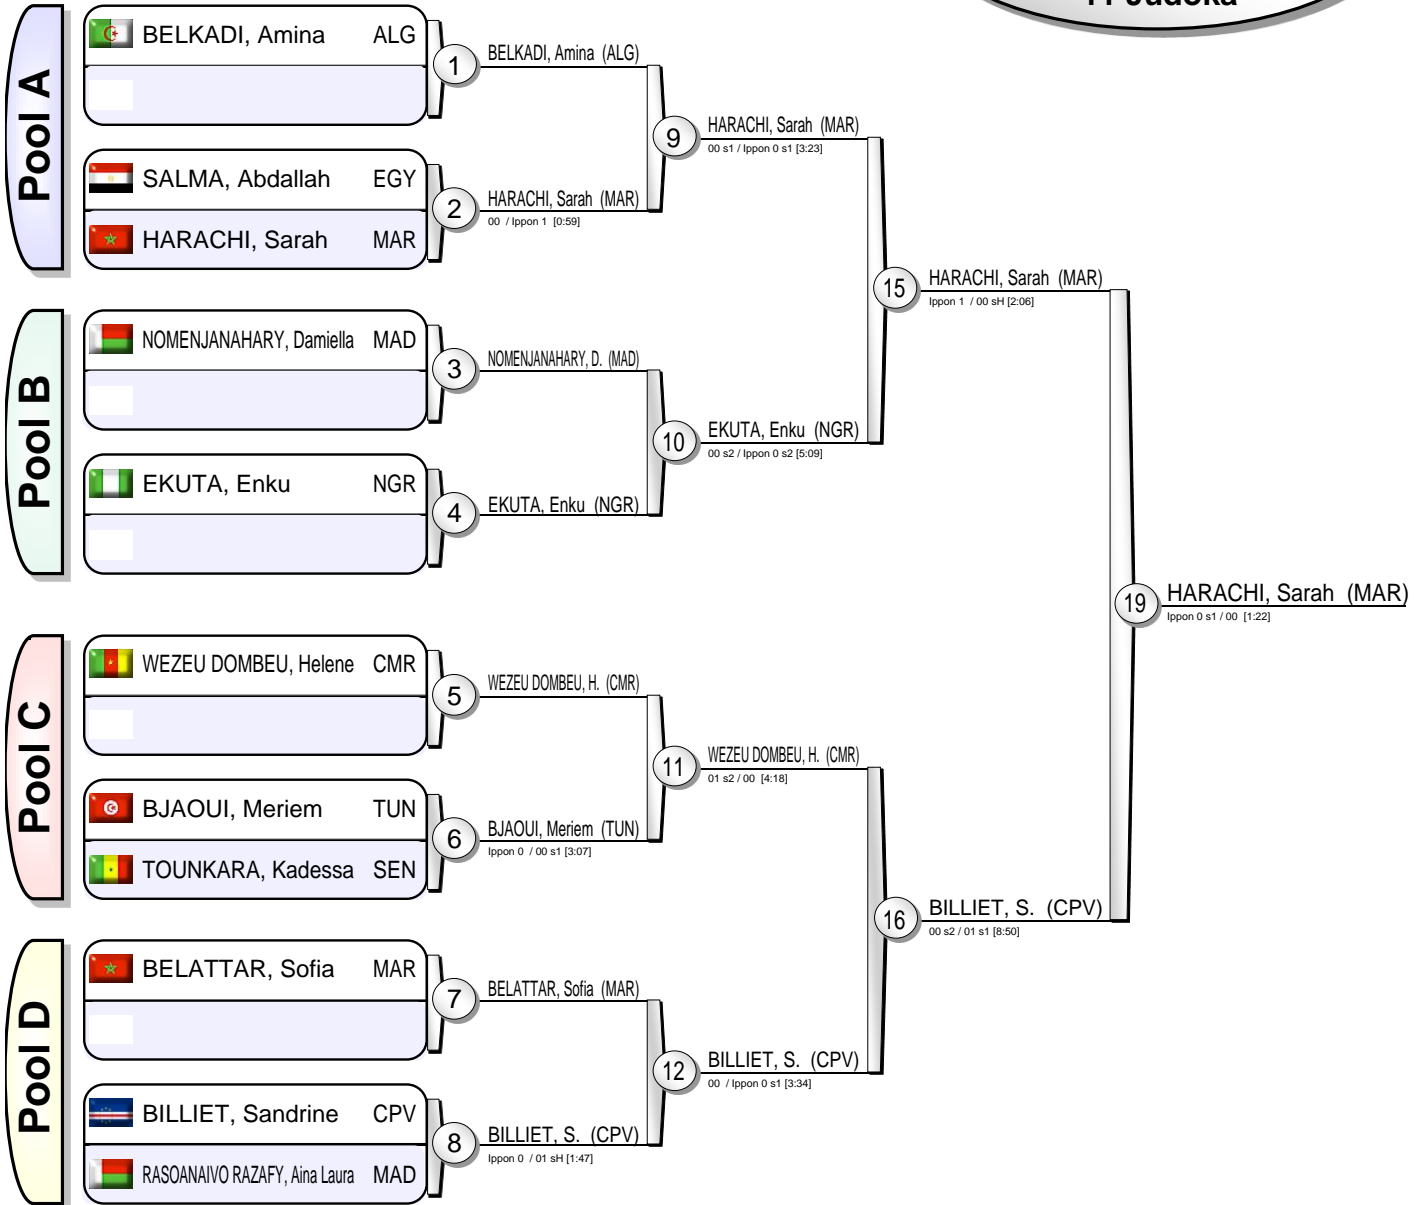 11 Judoka
Pool A
BELKADI, Amina ALG
SALMA, Abdallah EGY
HARACHI, Sarah MAR
Pool B
NOMENJANAHARY, Damiella MAD
EKUTA, Enku NGR
Pool C
WEZEU DOMBEU, Helene CMR
BJAOUI, Meriem TUN
TOUNKARA, Kadessa SEN
Pool D
BELATTAR, Sofia MAR
BILLIET, Sandrine CPV
RASOANAIVO RAZAFY, Aina Laura MAD
1
BELKADI, Amina (ALG)
2
HARACHI, Sarah (MAR)
00 / Ippon 1 [0:59]
3
NOMENJANAHARY, D. (MAD)
4
EKUTA, Enku (NGR)
5
WEZEU DOMBEU, H. (CMR)
6
BJAOUI, Meriem (TUN)
Ippon 0 / 00 s1 [3:07]
7
BELATTAR, Sofia (MAR)
8
BILLIET, S. (CPV)
Ippon 0 / 01 sH [1:47]
9
HARACHI, Sarah (MAR)
00 s1 / Ippon 0 s1 [3:23]
10
EKUTA, Enku (NGR)
00 s2 / Ippon 0 s2 [5:09]
11
WEZEU DOMBEU, H. (CMR)
01 s2 / 00 [4:18]
12
BILLIET, S. (CPV)
00 / Ippon 0 s1 [3:34]
15
HARACHI, Sarah (MAR)
Ippon 1 / 00 sH [2:06]
16
BILLIET, S. (CPV)
00 s2 / 01 s1 [8:50]
19
HARACHI, Sarah (MAR)
Ippon 0 s1 / 00 [1:22]